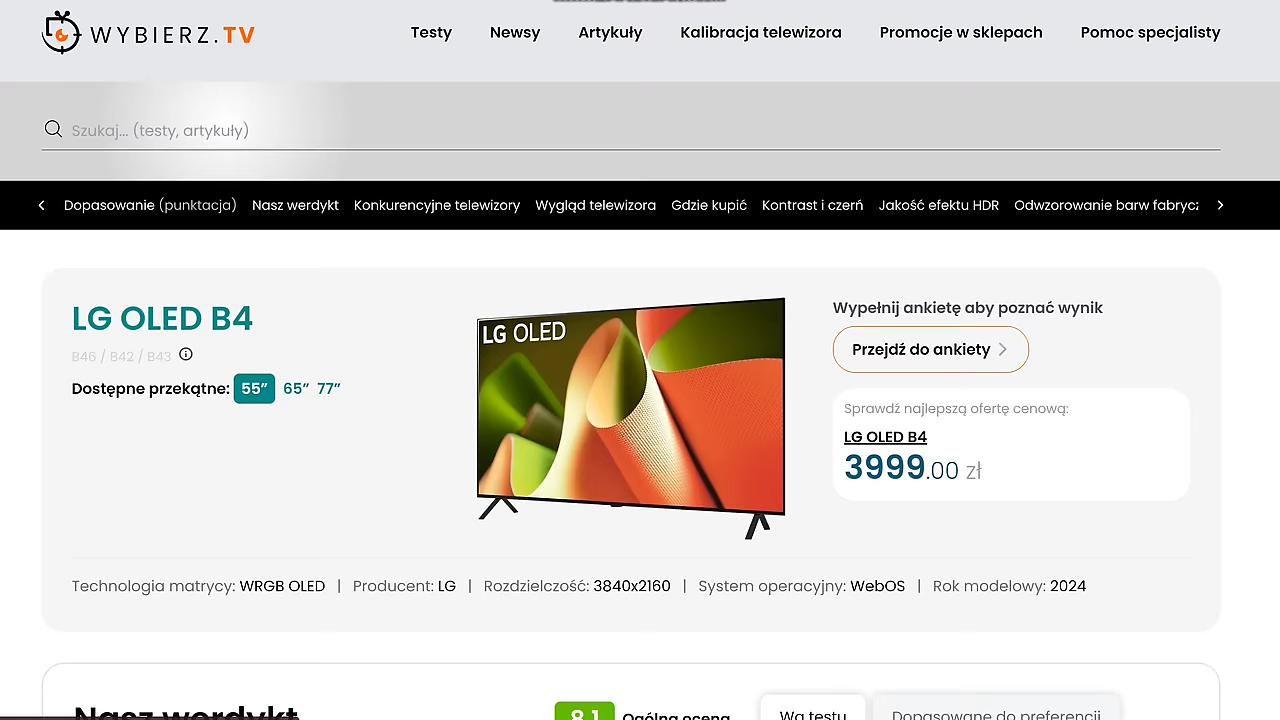 WYBIERZ.TV
Testy Newsy Artykuły Kalibracja telewizora Promocje w sklepach Pomoc specjalisty
Szukaj... (testy, artykuły)
Dopasowanie (punktacja) Nasz werdykt Konkurencyjne telewizory Wygląd telewizora Gdzie kupić Kontrast i czerń Jakość efektu HDR Odwzorowanie barw fabrycz
LG OLED B4
B46 / B42 / B43
Dostępne przekątne: 55” 65” 77”
LG OLED
Wypełnij ankietę aby poznać wynik
Przejdź do ankiety
Sprawdź najlepszą ofertę cenową:
LG OLED B4
3999.00 zł
Technologia matrycy: WRGB OLED | Producent: LG | Rozdzielczość: 3840x2160 | System operacyjny: WebOS | Rok modelowy: 2024
Nasz werdykt
8.1 Ogólna ocena
Wg testu Dopasowane do preferencji